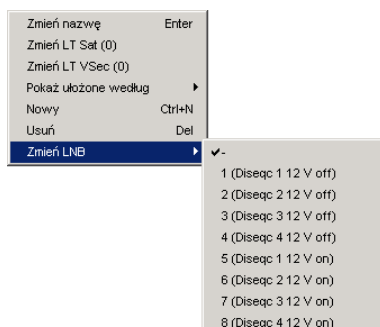 Zmień nazwę Enter
Zmień LT Sat (0)
Zmień LT VSec (0)
Pokaż ułożone według
Nowy Ctrl+N
Usuń Del
Zmień LNB
-
1 (Diseqc 1 12 V off)
2 (Diseqc 2 12 V off)
3 (Diseqc 3 12 V off)
4 (Diseqc 4 12 V off)
5 (Diseqc 1 12 V on)
6 (Diseqc 2 12 V on)
7 (Diseqc 3 12 V on)
8 (Diseqc 4 12 V on)